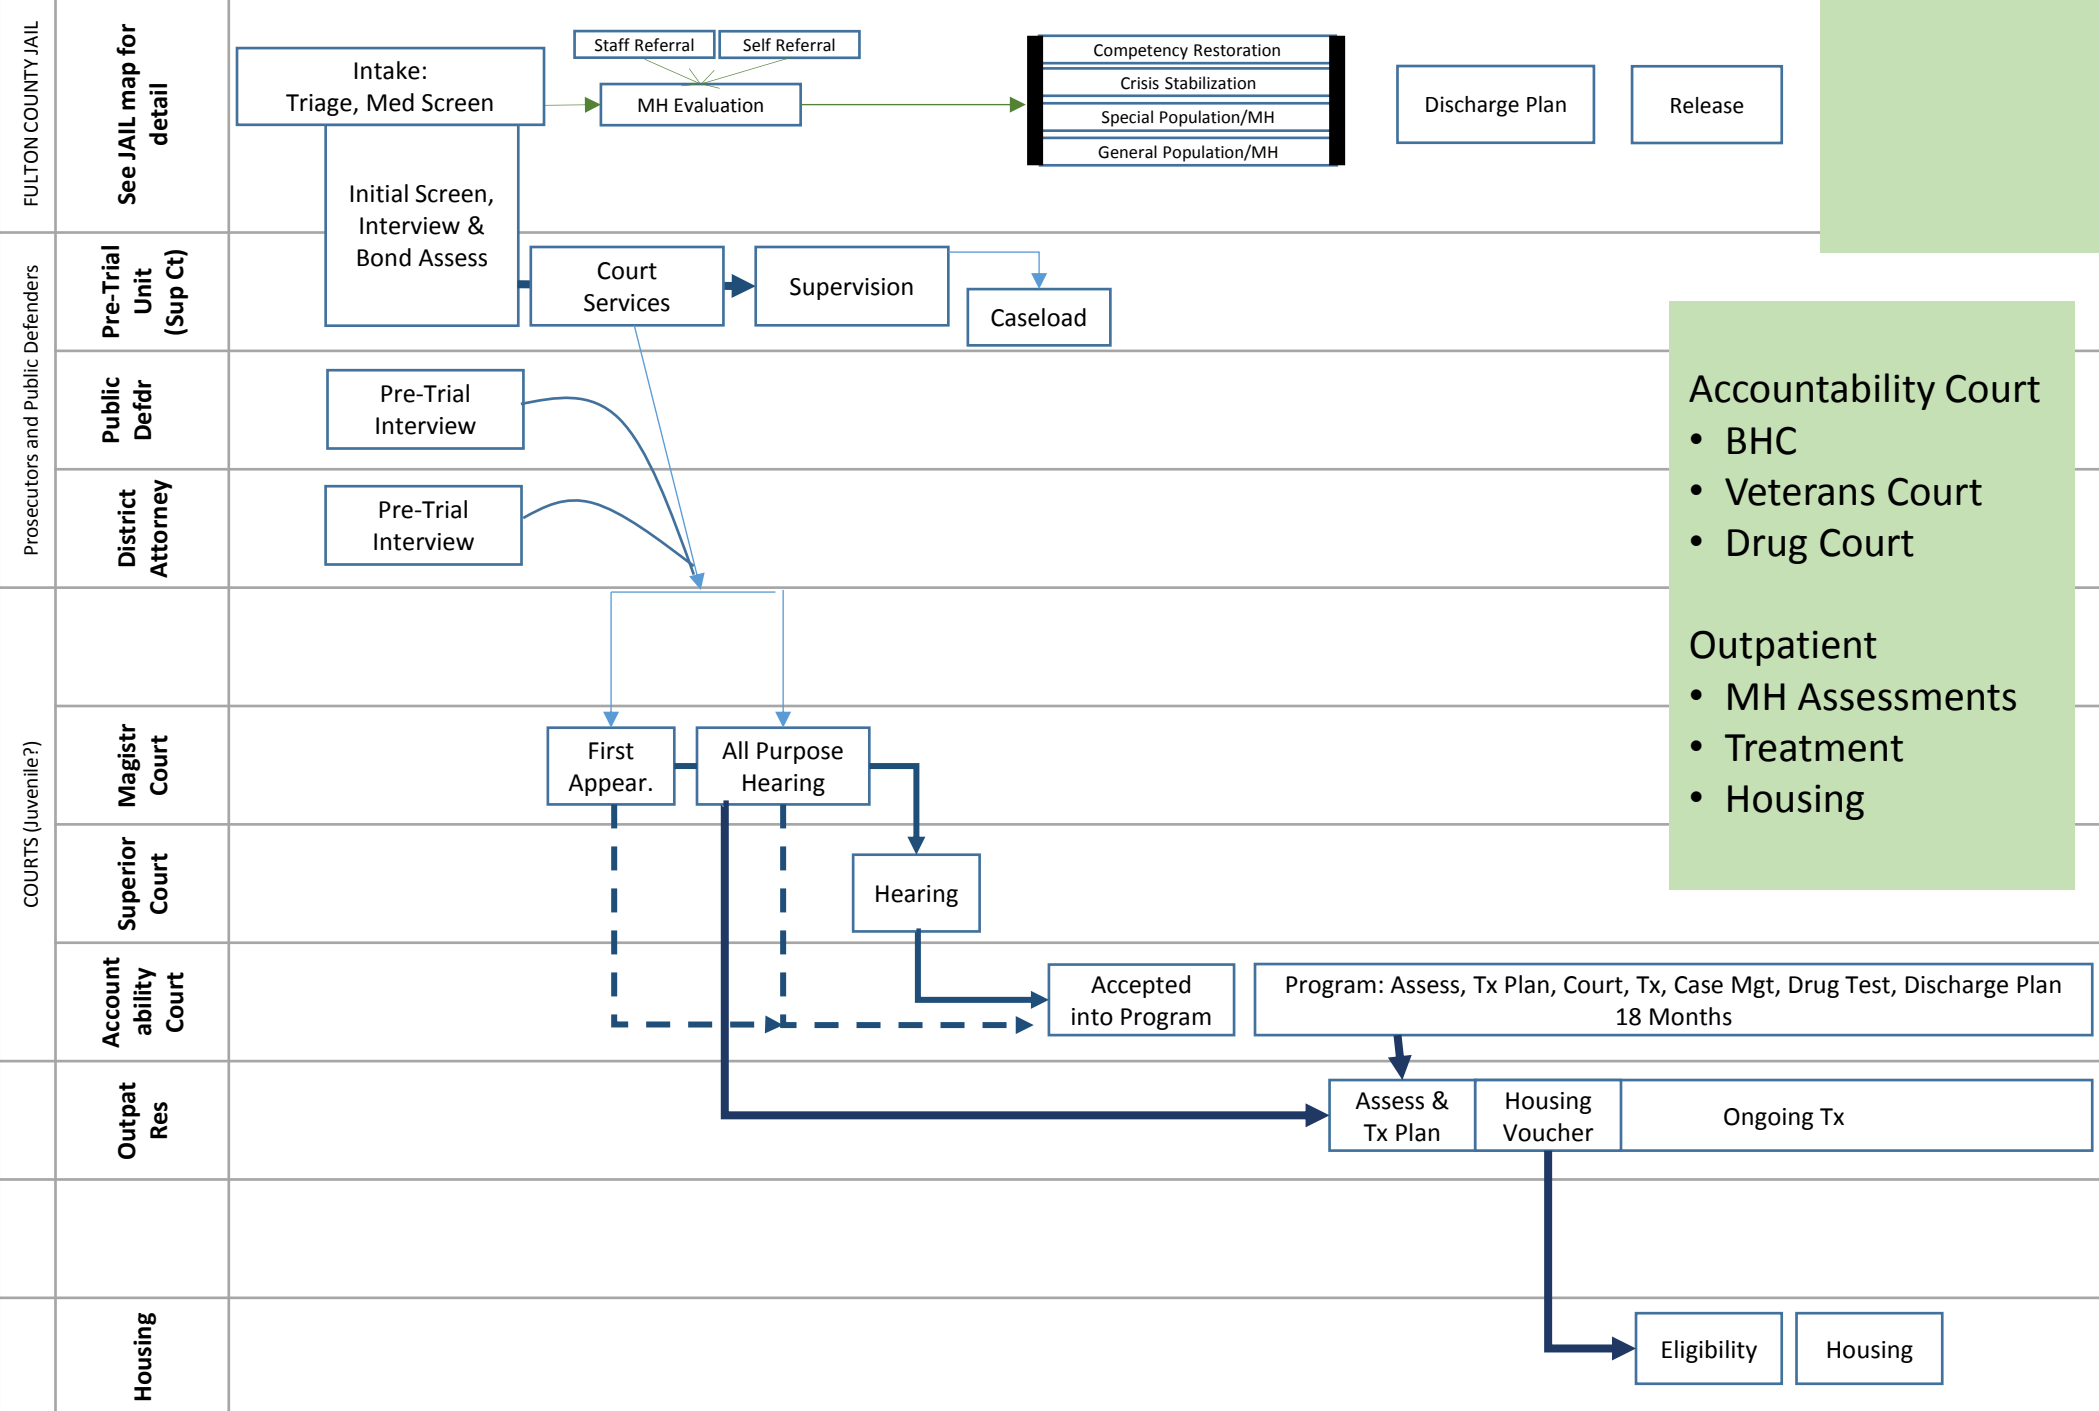 FULTON COUNTY JAIL
See JAIL map for
detail
Intake:
Triage, Med Screen
Staff Referral
Self Referral
MH Evaluation
Competency Restoration
Crisis Stabilization
Special Population/MH
General Population/MH
Discharge Plan
Release
Initial Screen,
Interview &
Bond Assess
Prosecutors and Public Defenders
Pre-Trial
Unit
(Sup Ct)
Court
Services
Supervision
Caseload
Public
Defdr
Pre-Trial
Interview
District
Attorney
Pre-Trial
Interview
Accountability Court
• BHC
• Veterans Court
• Drug Court
Outpatient
• MH Assessments
• Treatment
• Housing
COURTS (Juvenile?)
Magistr
Court
First
Appear.
All Purpose
Hearing
Superior
Court
Hearing
Account
ability
Court
Accepted
into Program
Program: Assess, Tx Plan, Court, Tx, Case Mgt, Drug Test, Discharge Plan
18 Months
Outpat
Res
Assess &
Tx Plan
Housing
Voucher
Ongoing Tx
Housing
Eligibility
Housing